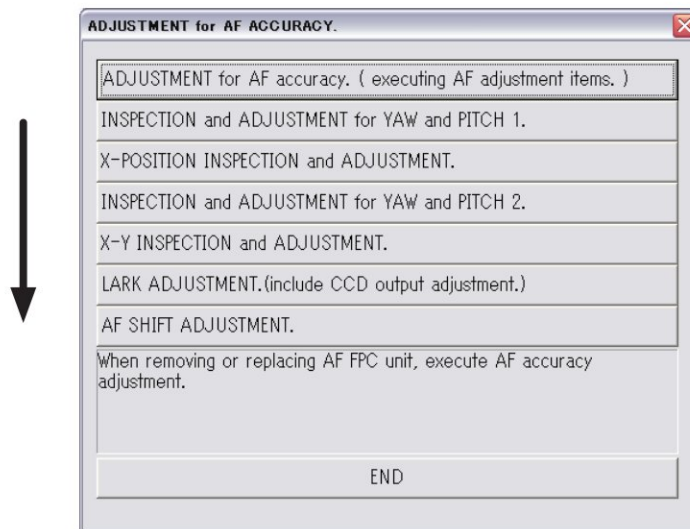 ADJUSTMENT for AF ACCURACY.
ADJUSTMENT for AF accuracy. ( executing AF adjustment items. )
INSPECTION and ADJUSTMENT for YAW and PITCH 1.
X-POSITION INSPECTION and ADJUSTMENT.
INSPECTION and ADJUSTMENT for YAW and PITCH 2.
X-Y INSPECTION and ADJUSTMENT.
LARK ADJUSTMENT.(include CCD output adjustment.)
AF SHIFT ADJUSTMENT.
When removing or replacing AF FPC unit, execute AF accuracy
adjustment.
END